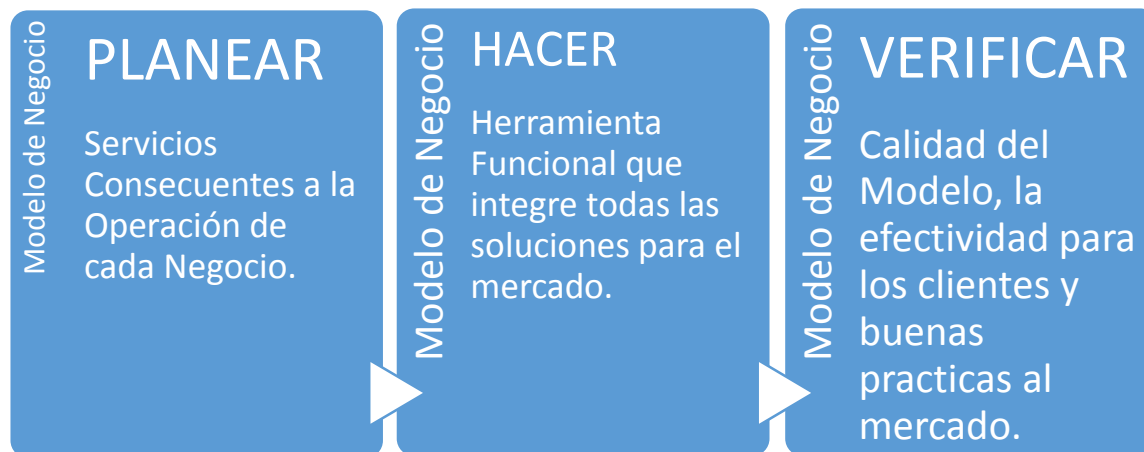 Modelo de Negocio
PLANEAR
Servicios
Consecuentes a la
Operación de
cada Negocio.
Modelo de Negocio
HACER
Herramienta
Funcional que
integre todas las
soluciones para el
mercado.
Modelo de Negocio
VERIFICAR
Calidad del
Modelo, la
efectividad para
los clientes y
buenas
practicas al
mercado.